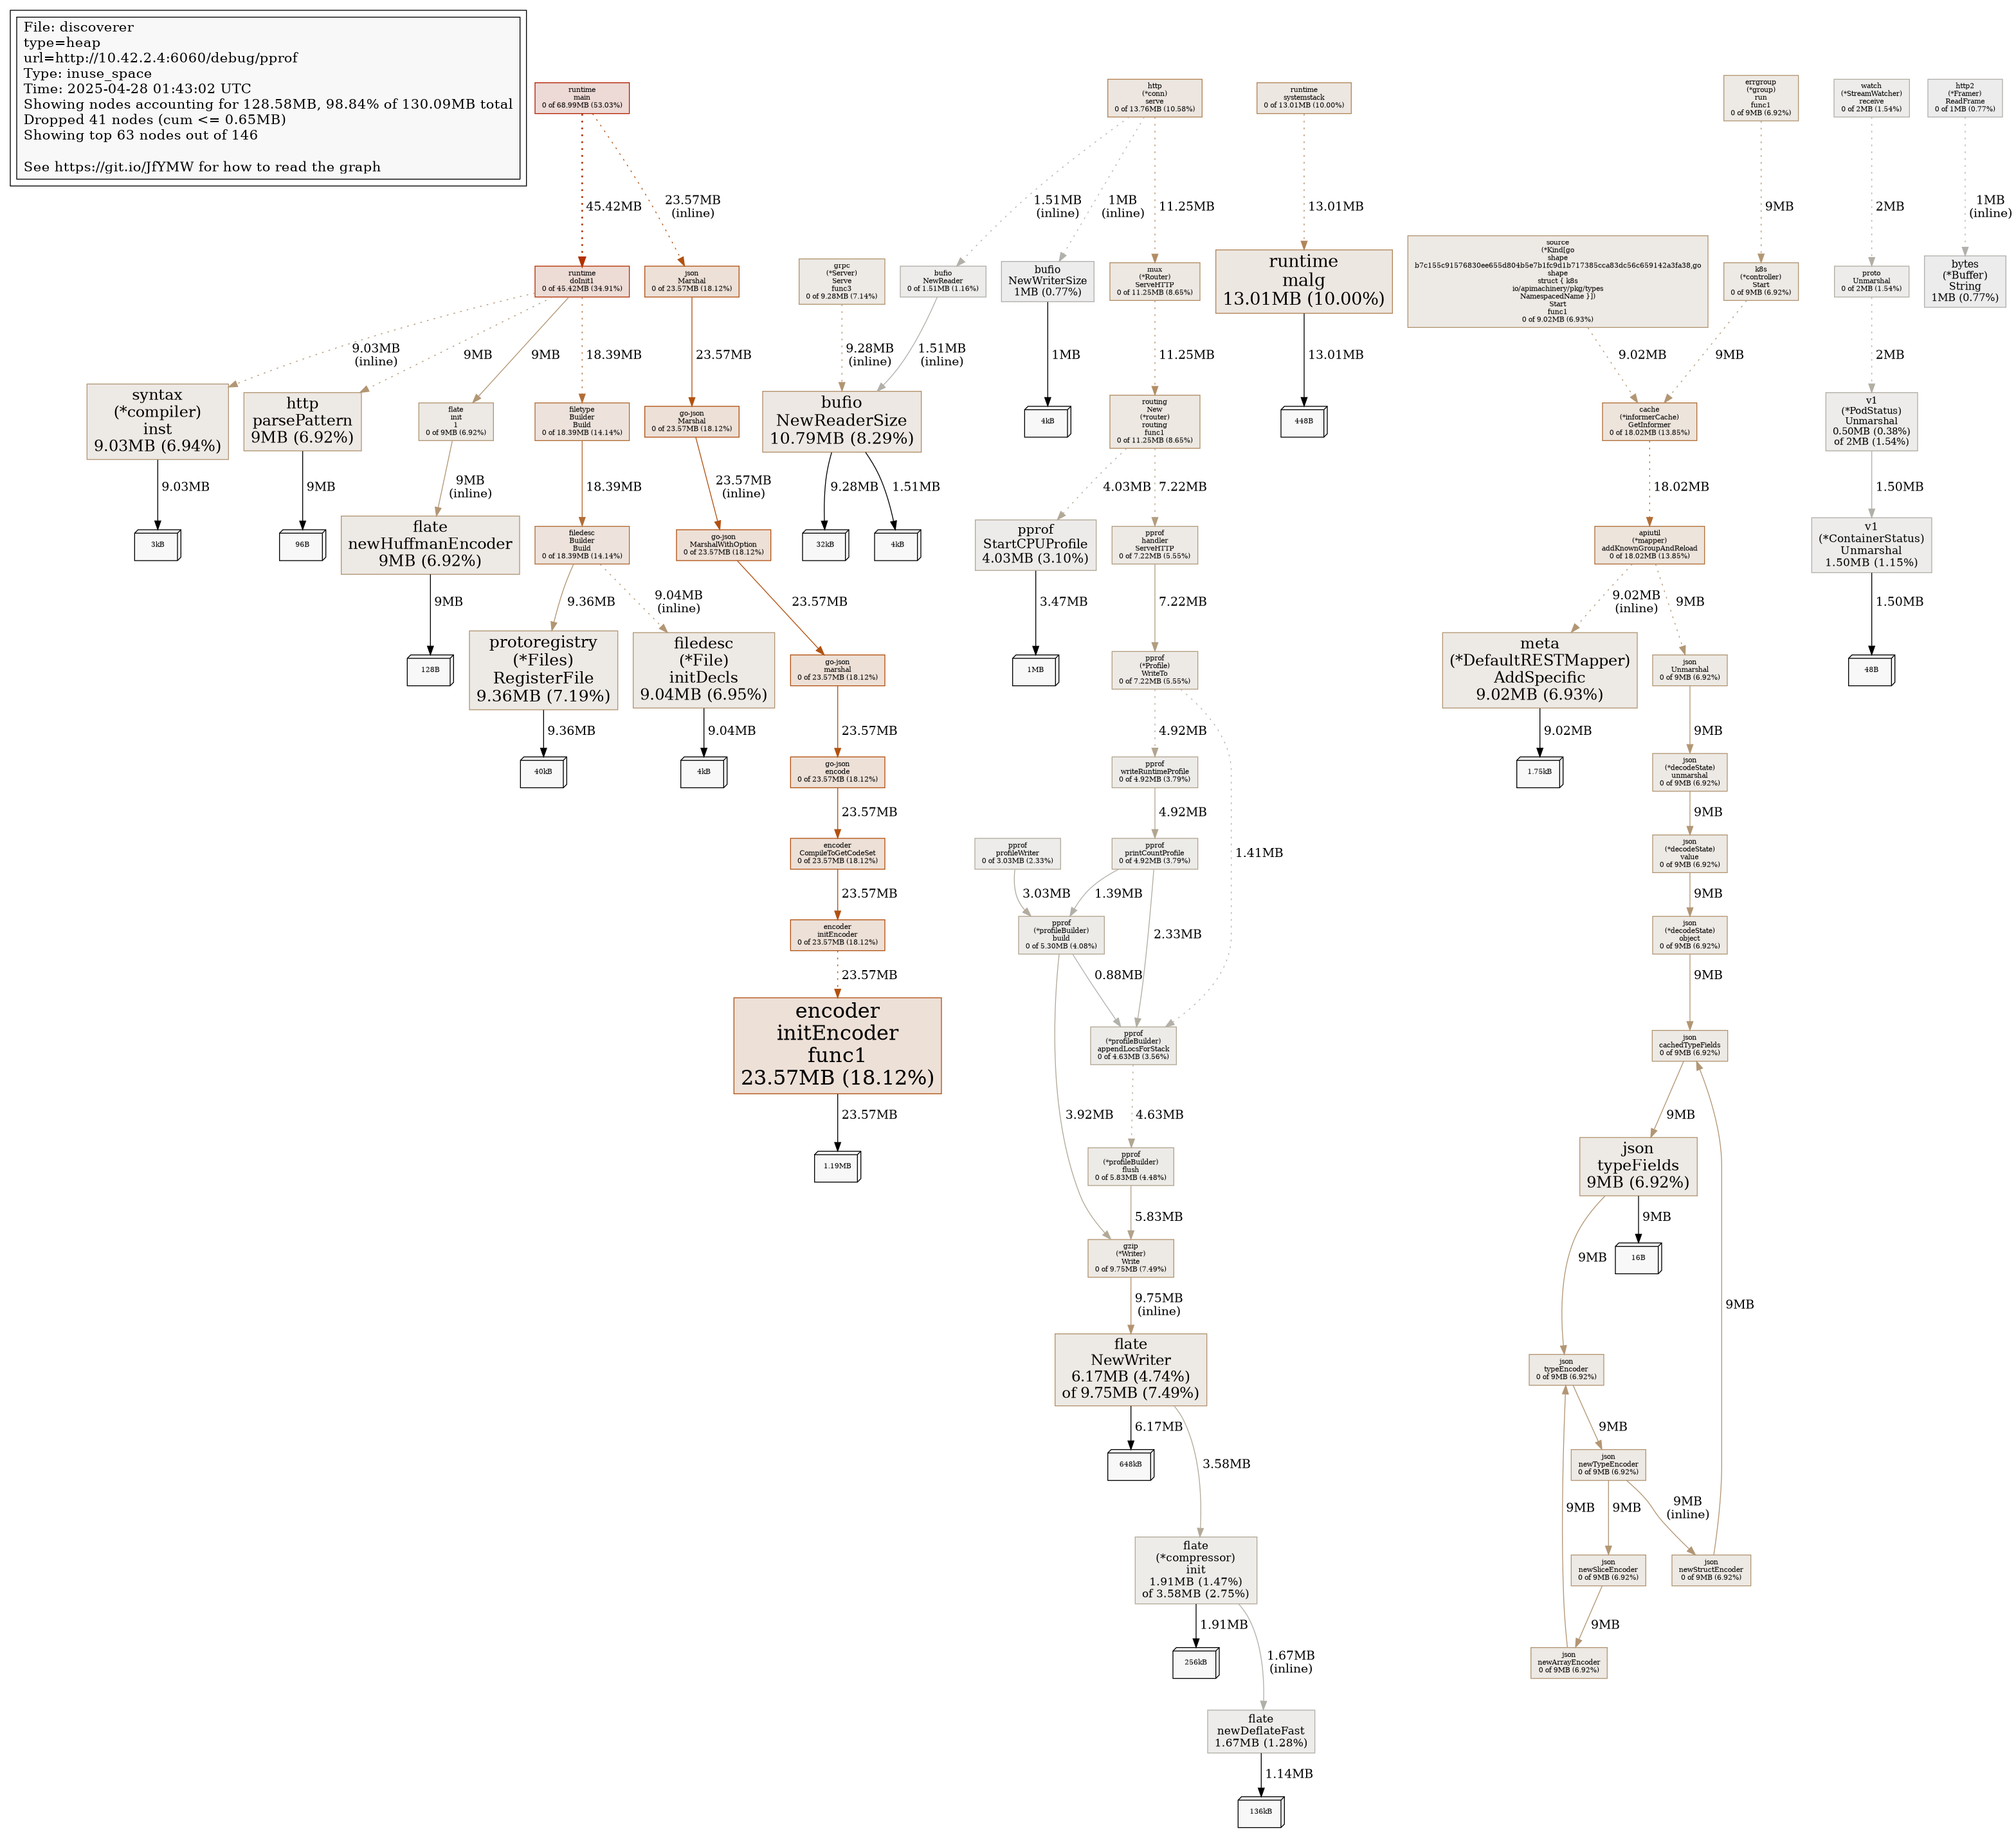 File: discoverer
type=heap
url=http://10.42.2.4:6060/debug/pprof
Type: inuse_space
Time: 2025-04-28 01:43:02 UTC
Showing nodes accounting for 128.58MB, 98.84% of 130.09MB total
Dropped 41 nodes (cum <= 0.65MB)
Showing top 63 nodes out of 146
See https://git.io/JfYMW for how to read the graph
runtime
main
0 of 68.99MB (53.03%)
45.42MB
23.57MB
(inline)
runtime
doInit1
0 of 45.42MB (34.91%)
json
Marshal
0 of 23.57MB (18.12%)
9.03MB
(inline)
9MB
9MB
18.39MB
23.57MB
syntax
(*compiler)
inst
9.03MB (6.94%)
9.03MB
3kB
http
parsePattern
9MB (6.92%)
9MB
96B
flate
init
1
0 of 9MB (6.92%)
9MB
(inline)
flate
newHuffmanEncoder
9MB (6.92%)
9MB
128B
filetype
Builder
Build
0 of 18.39MB (14.14%)
18.39MB
filedesc
Builder
Build
0 of 18.39MB (14.14%)
9.36MB
9.04MB
(inline)
protoregistry
(*Files)
RegisterFile
9.36MB (7.19%)
9.36MB
40kB
filedesc
(*File)
initDecls
9.04MB (6.95%)
9.04MB
4kB
go-json
Marshal
0 of 23.57MB (18.12%)
23.57MB
(inline)
go-json
MarshalWithOption
0 of 23.57MB (18.12%)
23.57MB
go-json
marshal
0 of 23.57MB (18.12%)
23.57MB
go-json
encode
0 of 23.57MB (18.12%)
23.57MB
encoder
CompileToGetCodeSet
0 of 23.57MB (18.12%)
23.57MB
encoder
initEncoder
0 of 23.57MB (18.12%)
23.57MB
encoder
initEncoder
func1
23.57MB (18.12%)
23.57MB
1.19MB
http
(*conn)
serve
0 of 13.76MB (10.58%)
1.51MB
(inline)
1MB
(inline)
11.25MB
grpc
(*Server)
Serve
func3
0 of 9.28MB (7.14%)
9.28MB
(inline)
bufio
NewReader
0 of 1.51MB (1.16%)
1.51MB
(inline)
bufio
NewReaderSize
10.79MB (8.29%)
9.28MB
1.51MB
32kB
4kB
bufio
NewWriterSize
1MB (0.77%)
1MB
4kB
mux
(*Router)
ServeHTTP
0 of 11.25MB (8.65%)
11.25MB
routing
New
(*router)
routing
func1
0 of 11.25MB (8.65%)
4.03MB
7.22MB
pprof
StartCPUProfile
4.03MB (3.10%)
3.47MB
1MB
pprof
handler
ServeHTTP
0 of 7.22MB (5.55%)
7.22MB
pprof
(*Profile)
WriteTo
0 of 7.22MB (5.55%)
4.92MB
1.41MB
pprof
writeRuntimeProfile
0 of 4.92MB (3.79%)
4.92MB
pprof
profileWriter
0 of 3.03MB (2.33%)
3.03MB
pprof
printCountProfile
0 of 4.92MB (3.79%)
1.39MB
2.33MB
pprof
(*profileBuilder)
build
0 of 5.30MB (4.08%)
0.88MB
3.92MB
pprof
(*profileBuilder)
appendLocsForStack
0 of 4.63MB (3.56%)
4.63MB
pprof
(*profileBuilder)
flush
0 of 5.83MB (4.48%)
5.83MB
gzip
(*Writer)
Write
0 of 9.75MB (7.49%)
9.75MB
(inline)
flate
NewWriter
6.17MB (4.74%)
of 9.75MB (7.49%)
6.17MB
648kB
3.58MB
flate
(*compressor)
init
1.91MB (1.47%)
of 3.58MB (2.75%)
1.91MB
256kB
1.67MB
(inline)
flate
newDeflateFast
1.67MB (1.28%)
1.14MB
136kB
runtime
systemstack
0 of 13.01MB (10.00%)
13.01MB
runtime
malg
13.01MB (10.00%)
13.01MB
448B
source
(*Kind[go
shape
b7c155c91576830ee655d804b5e7b1fc9d1b717385cca83dc56c659142a3fa38,go
shape
struct { k8s
io/apimachinery/pkg/types
NamespacedName }])
Start
func1
0 of 9.02MB (6.93%)
9.02MB
errgroup
(*group)
run
func1
0 of 9MB (6.92%)
9MB
k8s
(*controller)
Start
0 of 9MB (6.92%)
9MB
cache
(*informerCache)
GetInformer
0 of 18.02MB (13.85%)
18.02MB
apiutil
(*mapper)
addKnownGroupAndReload
0 of 18.02MB (13.85%)
9.02MB
(inline)
9MB
meta
(*DefaultRESTMapper)
AddSpecific
9.02MB (6.93%)
9.02MB
1.75kB
json
Unmarshal
0 of 9MB (6.92%)
9MB
json
(*decodeState)
unmarshal
0 of 9MB (6.92%)
9MB
json
(*decodeState)
value
0 of 9MB (6.92%)
9MB
json
(*decodeState)
object
0 of 9MB (6.92%)
9MB
json
cachedTypeFields
0 of 9MB (6.92%)
9MB
json
typeFields
9MB (6.92%)
9MB
16B
9MB
9MB
json
typeEncoder
0 of 9MB (6.92%)
9MB
json
newTypeEncoder
0 of 9MB (6.92%)
9MB
9MB
9MB
(inline)
json
newSliceEncoder
0 of 9MB (6.92%)
json
newStructEncoder
0 of 9MB (6.92%)
9MB
json
newArrayEncoder
0 of 9MB (6.92%)
watch
(*StreamWatcher)
receive
0 of 2MB (1.54%)
2MB
proto
Unmarshal
0 of 2MB (1.54%)
2MB
v1
(*PodStatus)
Unmarshal
0.50MB (0.38%)
of 2MB (1.54%)
1.50MB
v1
(*ContainerStatus)
Unmarshal
1.50MB (1.15%)
1.50MB
48B
http2
(*Framer)
ReadFrame
0 of 1MB (0.77%)
1MB
(inline)
bytes
(*Buffer)
String
1MB (0.77%)